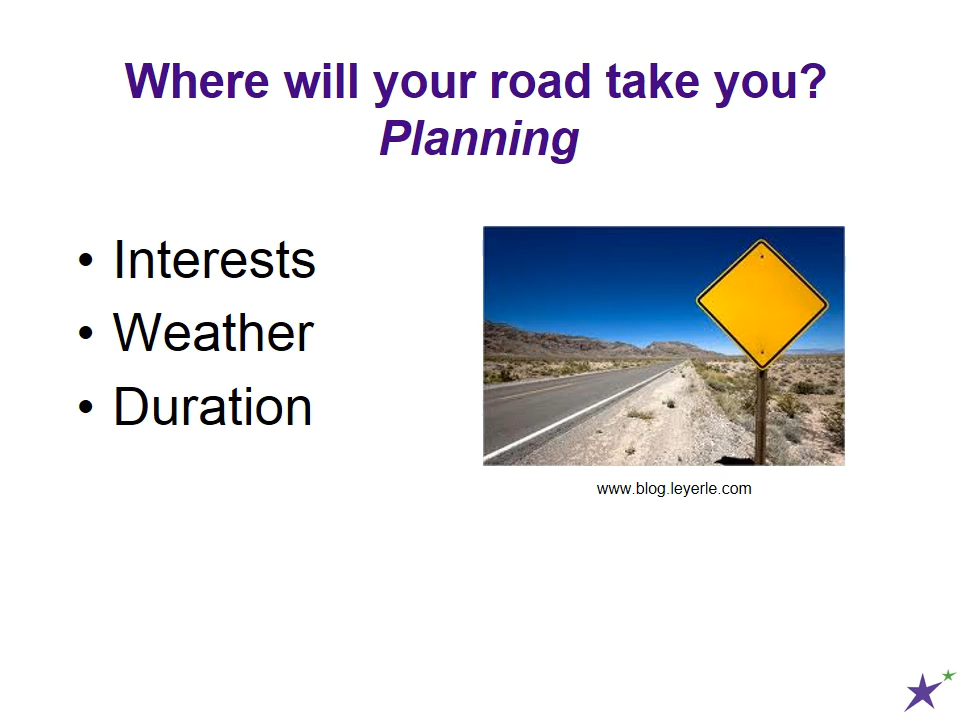 Where will your road take you?
Planning
• Interests
• Weather
• Duration
www.blog.leyerle.com